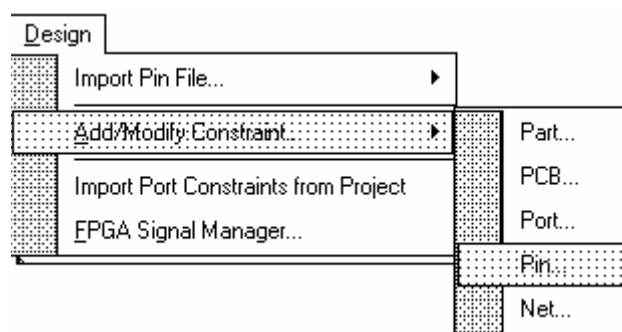 Design
Import Pin File...
Add/Modify Constraint...
Import Port Constraints from Project
FPGA Signal Manager...
Part...
PCB...
Port...
Pin...
Net...